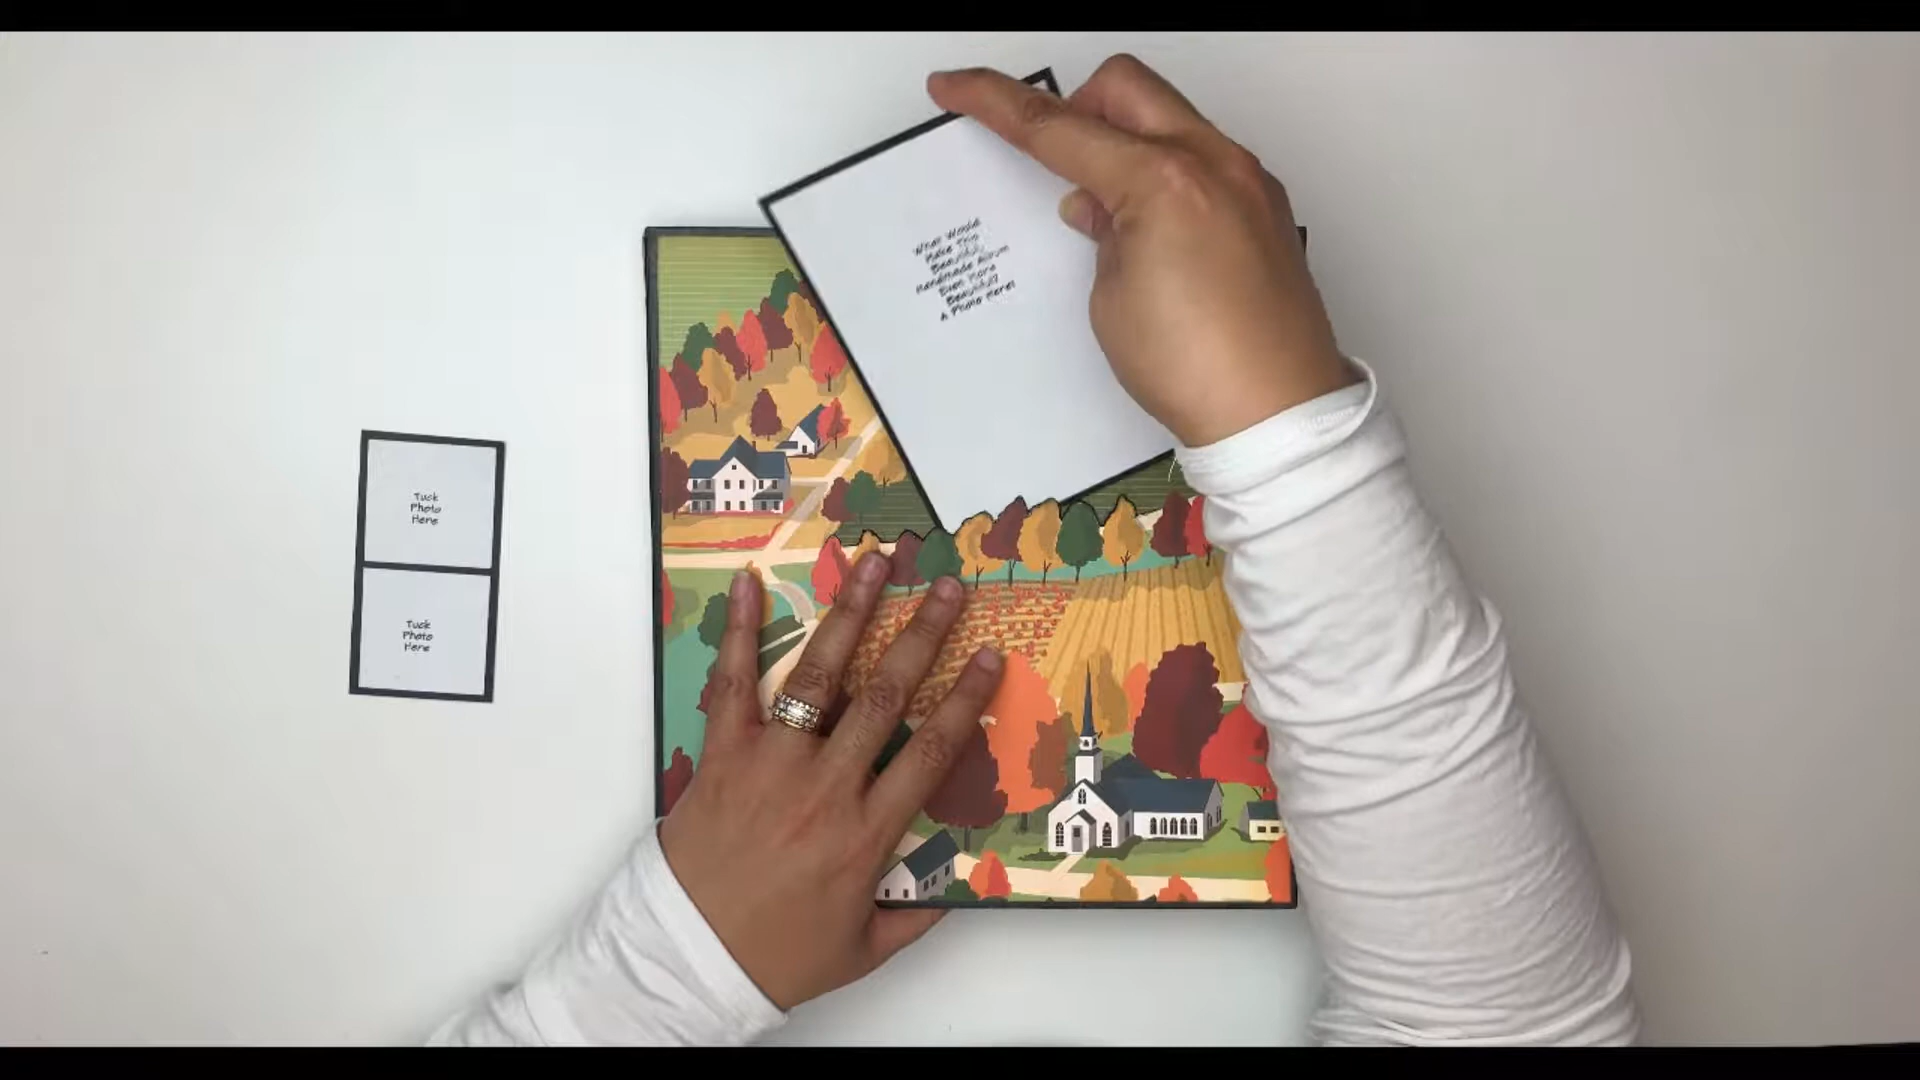 What Would
Make This
Beautiful
Handmade Album
Even More
Beautiful?
A Photo Here!
Tuck
Photo
Here
Tuck
Photo
Here